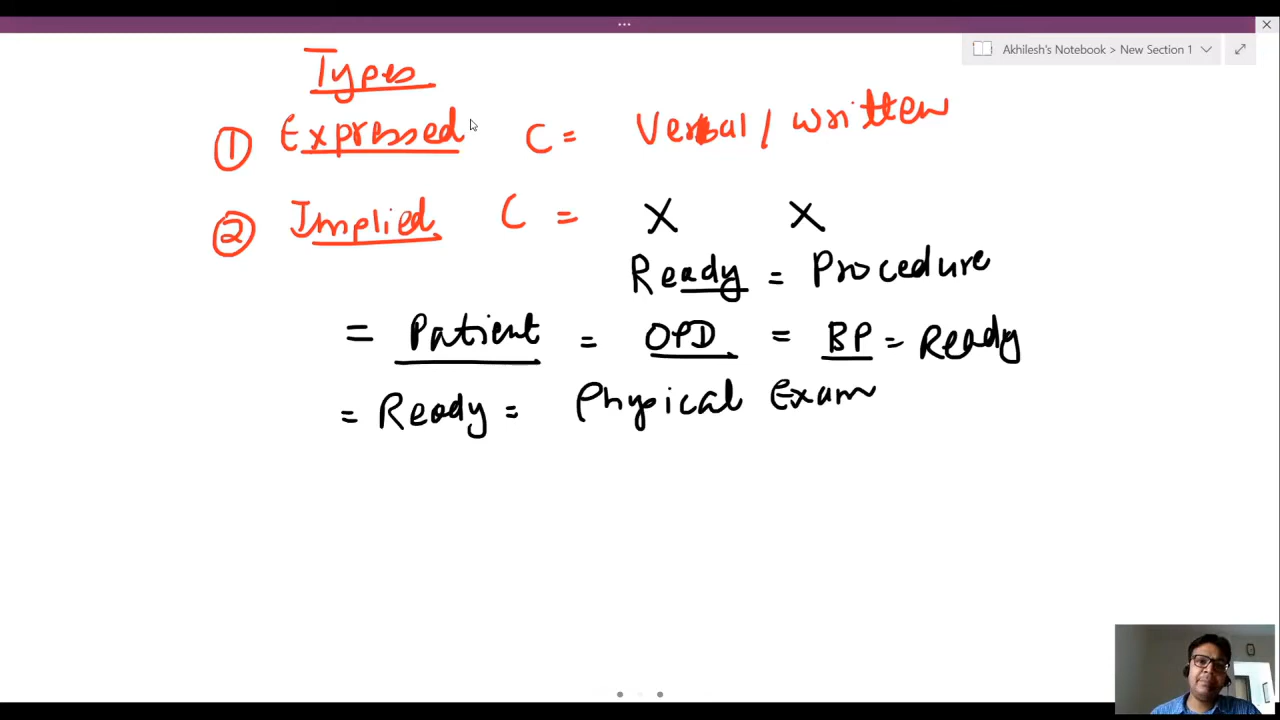 Akhilesh's Notebook > New Section 1
Types
① Expressed C = Verbal / written
② Implied C = X X
Ready = Procedure
= Patient = OPD = BP = Ready
= Ready = Physical Exam